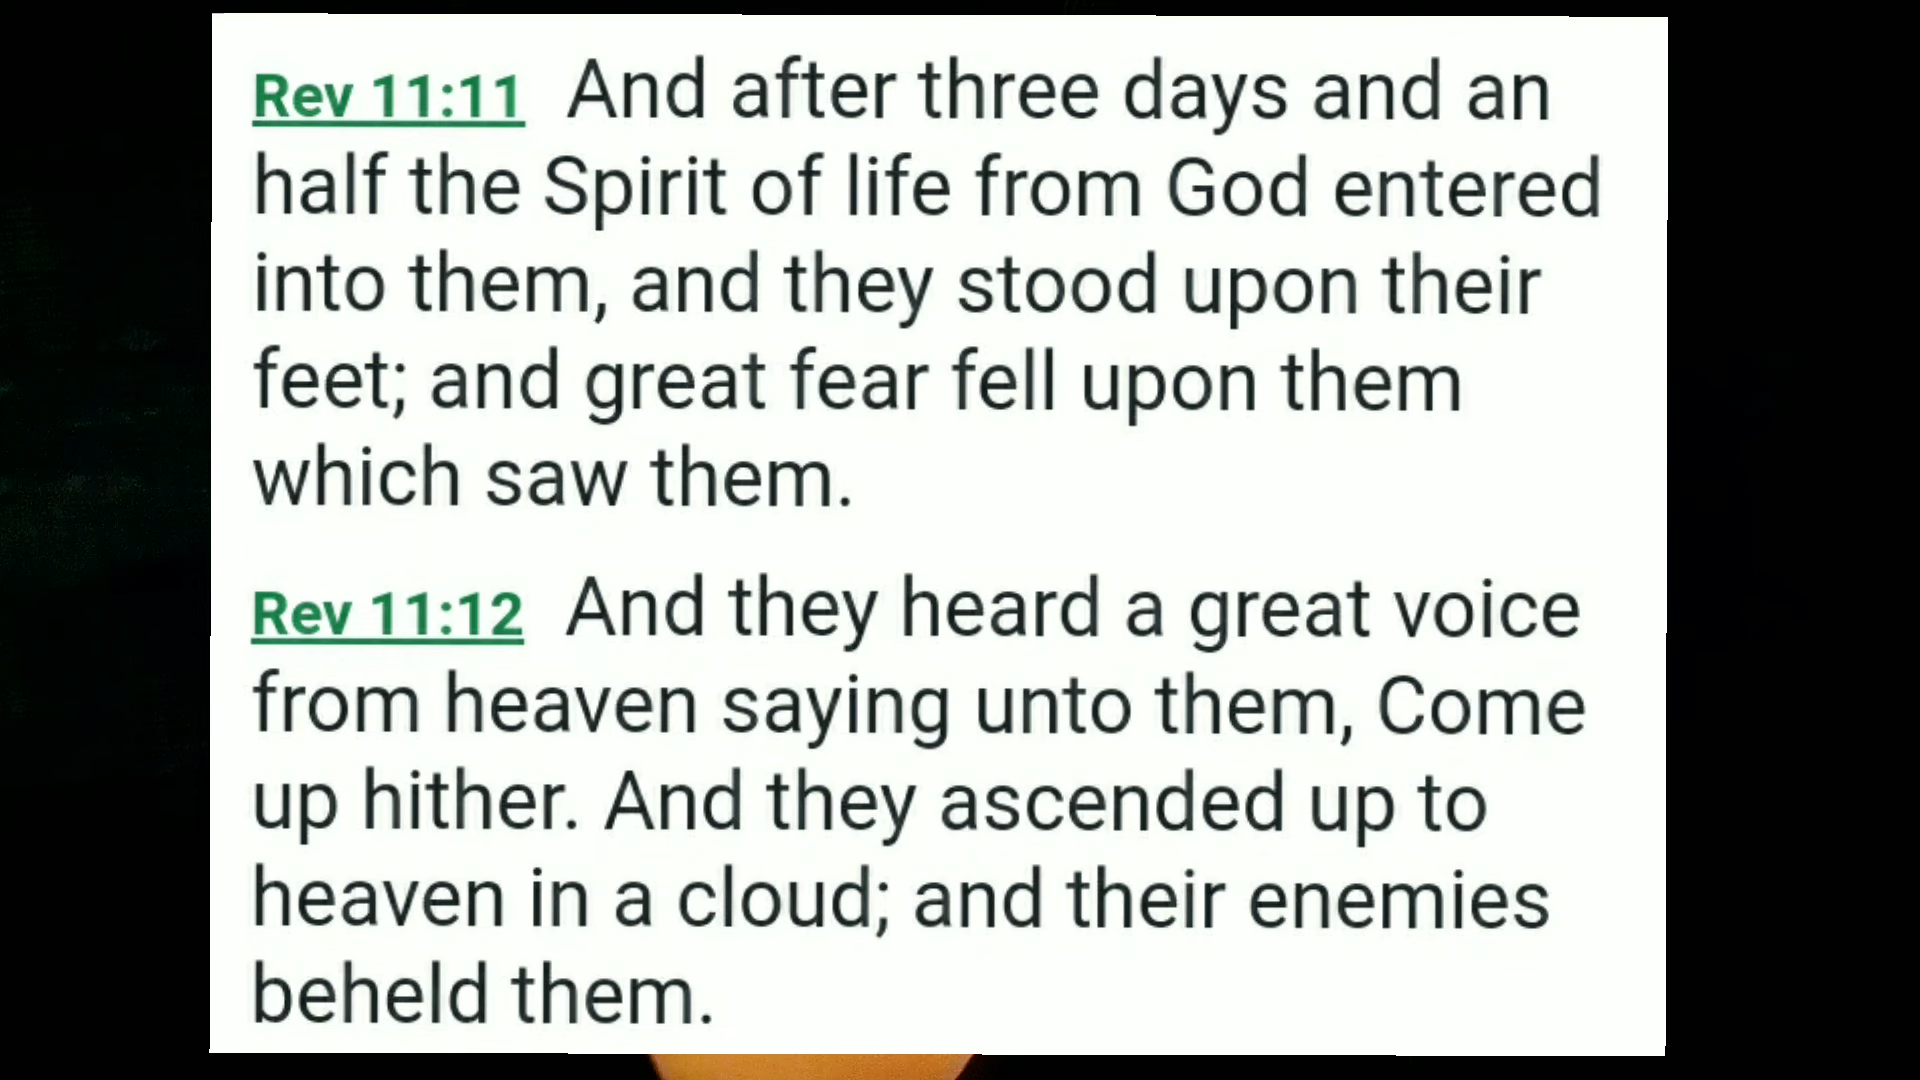 Rev 11:11 And after three days and an
half the Spirit of life from God entered
into them, and they stood upon their
feet; and great fear fell upon them
which saw them.
Rev 11:12 And they heard a great voice
from heaven saying unto them, Come
up hither. And they ascended up to
heaven in a cloud; and their enemies
beheld them.